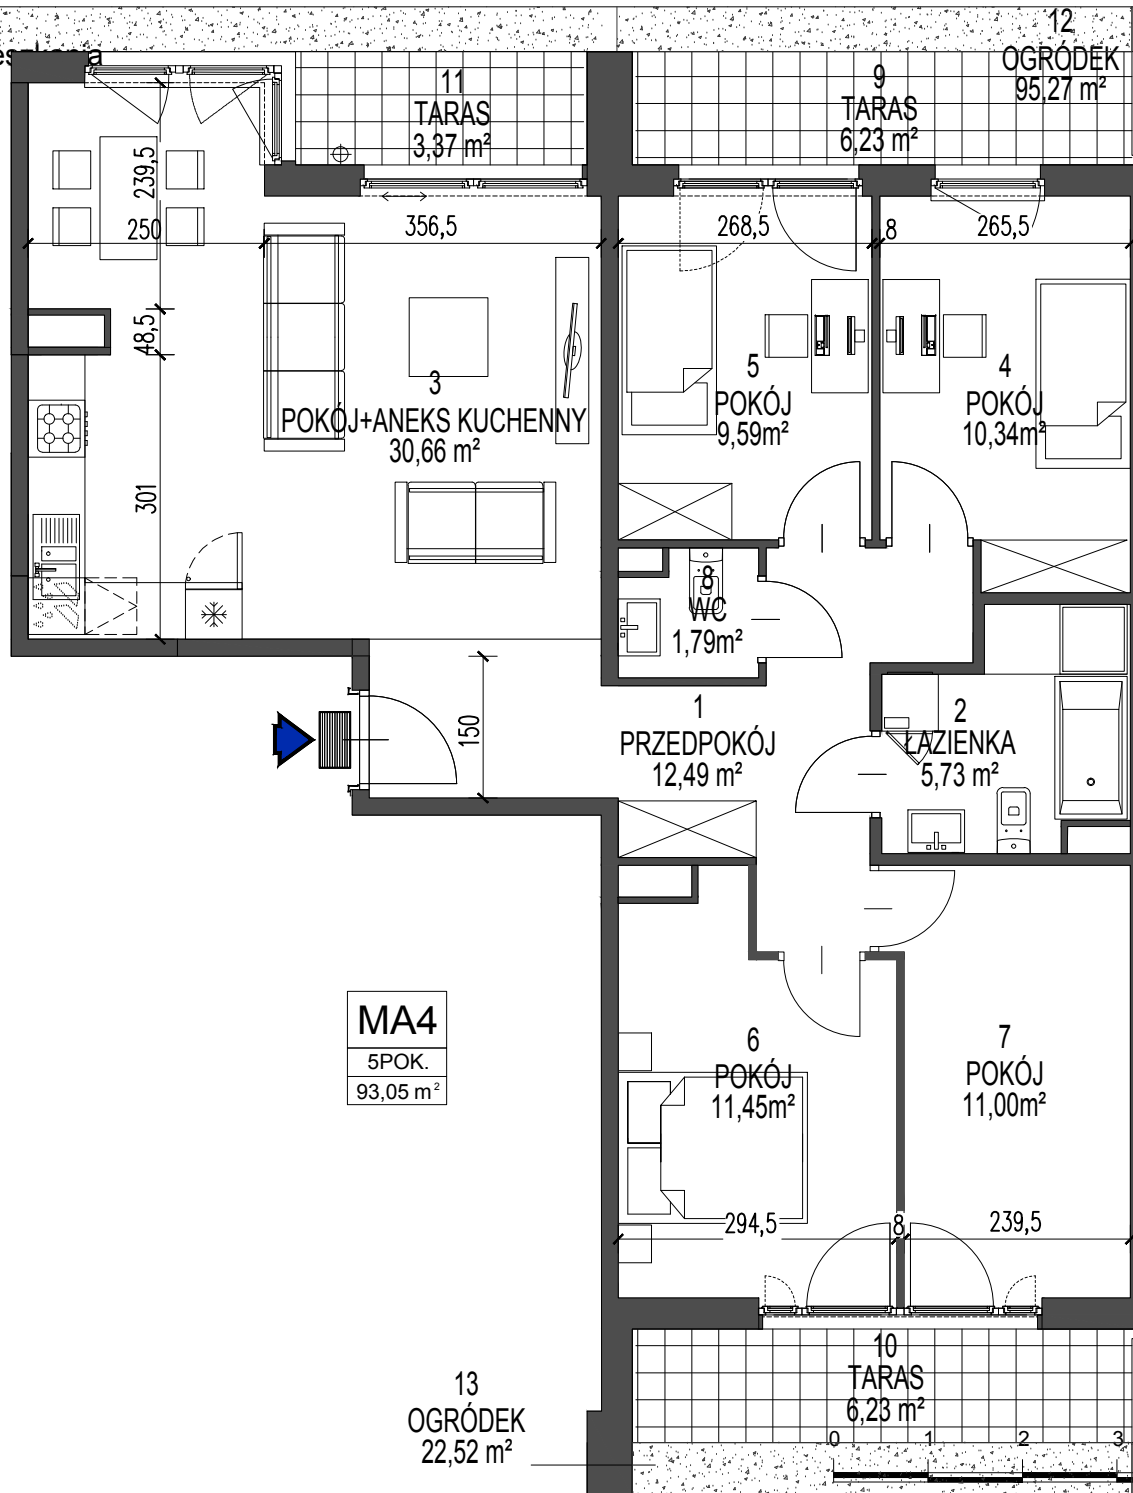 12
OGRÓDEK
95,27 m²
11
TARAS
3,37 m²
9
TARAS
6,23 m²
239,5
250
356,5
268,5
8
265,5
48,5
3
POKÓJ+ANEKS KUCHENNY
30,66 m²
5
POKÓJ
9,59m²
4
POKÓJ
10,34m²
301
8
WC
1,79m²
150
1
PRZEDPOKÓJ
12,49 m²
2
ŁAZIENKA
5,73 m²
MA4
5POK.
93,05 m²
6
POKÓJ
11,45m²
7
POKÓJ
11,00m²
294,5
8
239,5
10
TARAS
6,23 m²
13
OGRÓDEK
22,52 m²
0 1 2 3